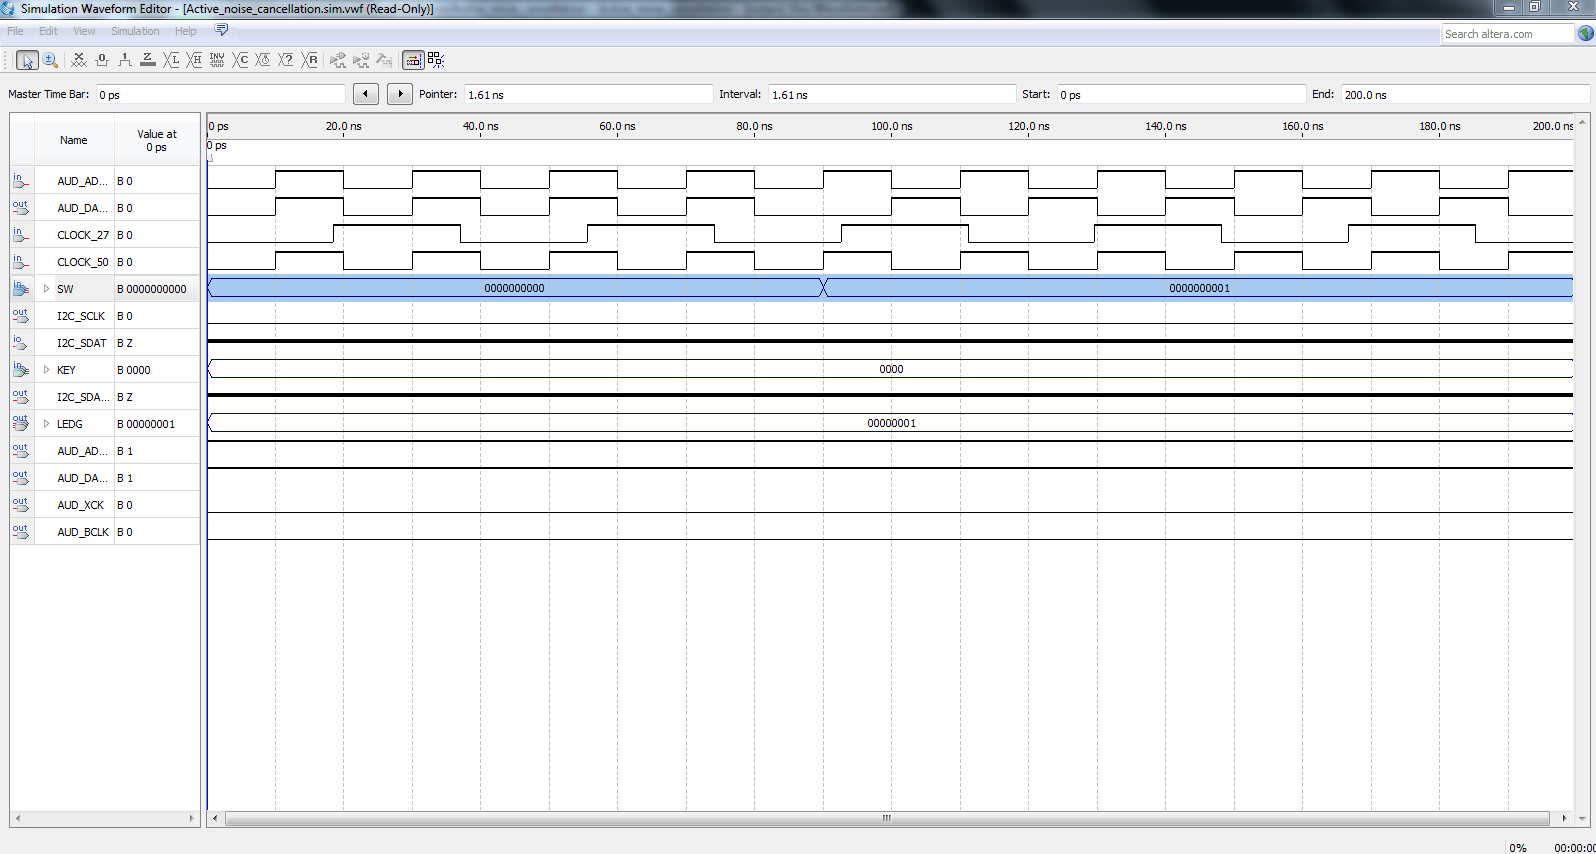 Simulation Waveform Editor - [Active_noise_cancellation.sim.vwf (Read-Only)]
File Edit View Simulation Help
Search altera.com
Master Time Bar: 0 ps Pointer: 1.61 ns Interval: 1.61 ns Start: 0 ps End: 200.0 ns
Name Value at 0 ps
0 ps 20.0 ns 40.0 ns 60.0 ns 80.0 ns 100.0 ns 120.0 ns 140.0 ns 160.0 ns 180.0 ns 200.0 ns
0 ps
in AUD_AD... B 0
out AUD_DA... B 0
in CLOCK_27 B 0
in CLOCK_50 B 0
in SW B 0000000000 0000000000 0000000001
out I2C_SCLK B 0
io I2C_SDAT B Z
in KEY B 0000 0000
out I2C_SDA... B Z
out LEDG B 00000001 00000001
out AUD_AD... B 1
out AUD_DA... B 1
out AUD_XCK B 0
out AUD_BCLK B 0
0% 00:00:00